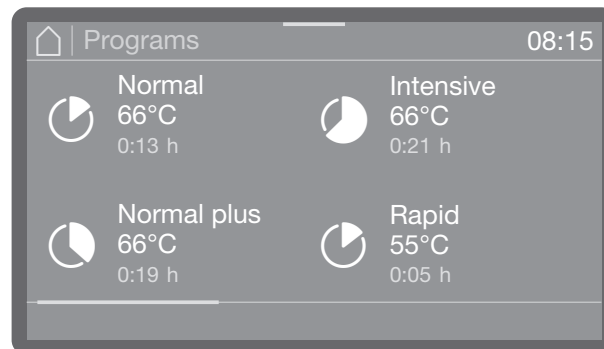 Programs 08:15
Normal
66°C
0:13 h
Intensive
66°C
0:21 h
Normal plus
66°C
0:19 h
Rapid
55°C
0:05 h